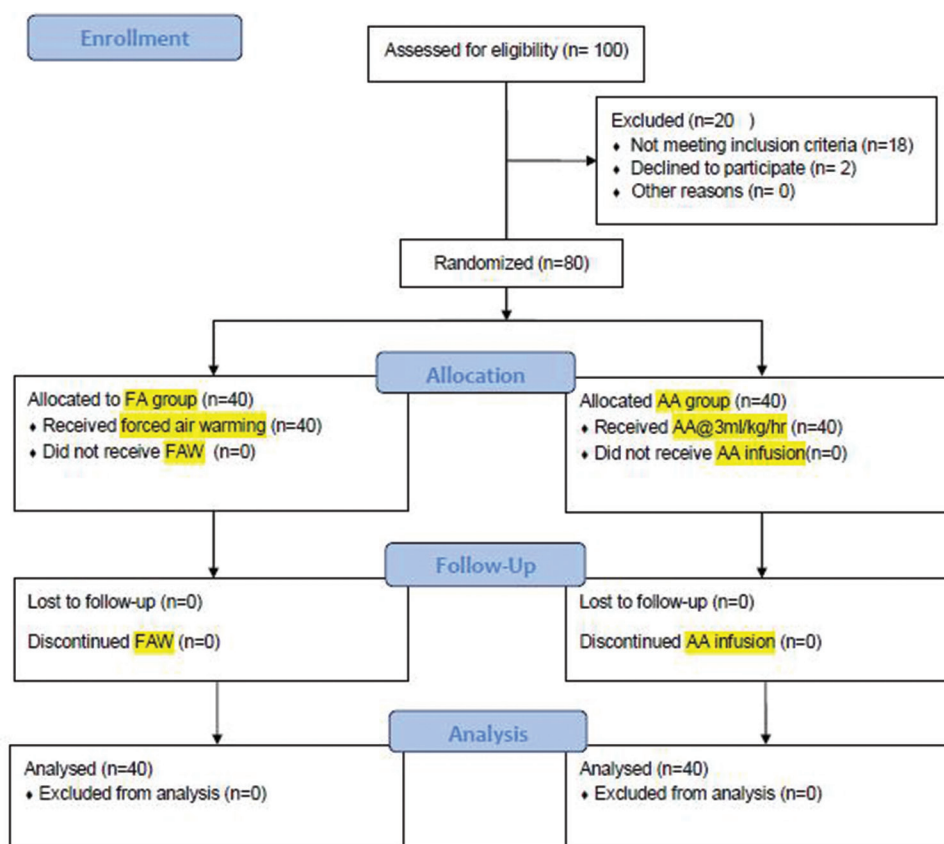 Enrollment
Assessed for eligibility (n= 100)
Excluded (n=20 )
♦ Not meeting inclusion criteria (n=18)
♦ Declined to participate (n= 2)
♦ Other reasons (n= 0)
Randomized (n=80)
Allocation
Allocated to FA group (n=40)
♦ Received forced air warming (n=40)
♦ Did not receive FAW (n=0)
Allocated AA group (n=40)
♦ Received AA@3ml/kg/hr (n=40)
♦ Did not receive AA infusion(n=0)
Follow-Up
Lost to follow-up (n=0)
Discontinued FAW (n=0)
Lost to follow-up (n=0)
Discontinued AA infusion (n=0)
Analysis
Analysed (n=40)
♦ Excluded from analysis (n=0)
Analysed (n=40)
♦ Excluded from analysis (n=0)